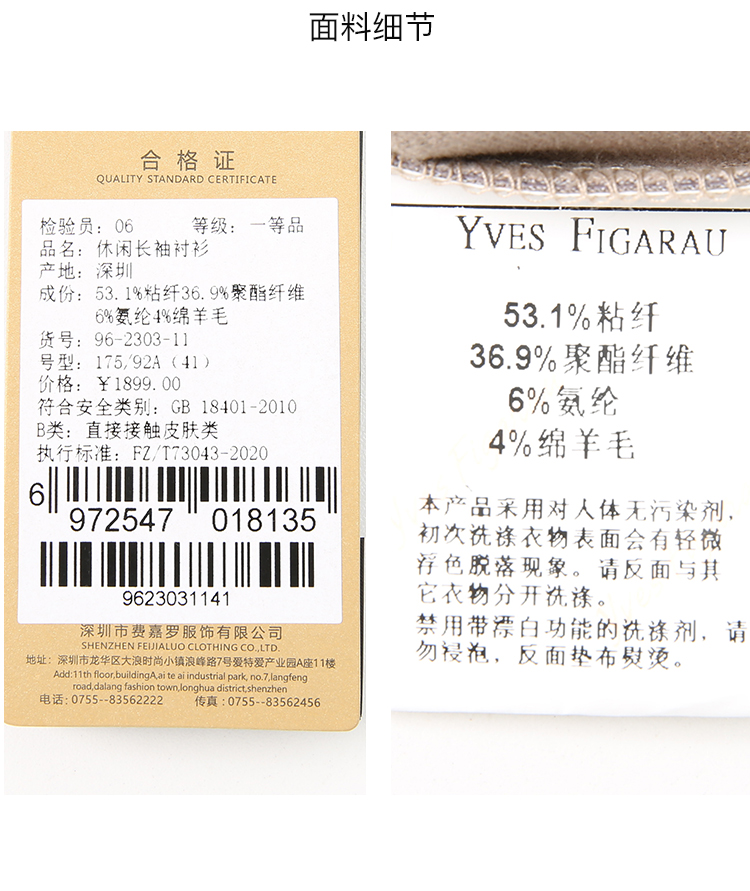 面料细节
合格证
QUALITY STANDARD CERTIFICATE
检验员：06 等级：一等品
品名：休闲长袖衬衫
产地：深圳
成份：53.1%粘纤36.9%聚酯纤维
6%氨纶4%绵羊毛
货号：96-2303-11
号型：175/92A（41）
价格：￥1899.00
符合安全类别：GB 18401-2010
B类：直接接触皮肤类
执行标准：FZ/T73043-2020
6 972547 018135
9623031141
深圳市费嘉罗服饰有限公司
SHENZHEN FEIJIALUO CLOTHING CO.,LTD.
地址：深圳市龙华区大浪时尚小镇浪峰路7号爱特爱产业园A座11楼
Add:11th floor,buildingA,ai te ai industrial park, no.7,langfeng
road,dalang fashion town,longhua district,shenzhen
电话：0755--83562222 传真：0755--83562456
YVES FIGARAU
53.1%粘纤
36.9%聚酯纤维
6%氨纶
4%绵羊毛
本产品采用对人体无污染剂，
初次洗涤衣物表面会有轻微
浮色脱落现象。请反面与其
它衣物分开洗涤。
禁用带漂白功能的洗涤剂，请
勿浸泡，反面垫布熨烫。